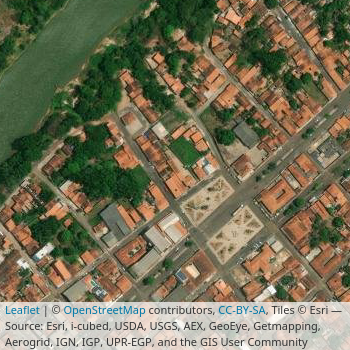 Leaflet | © OpenStreetMap contributors, CC-BY-SA, Tiles © Esri —
Source: Esri, i-cubed, USDA, USGS, AEX, GeoEye, Getmapping,
Aerogrid, IGN, IGP, UPR-EGP, and the GIS User Community